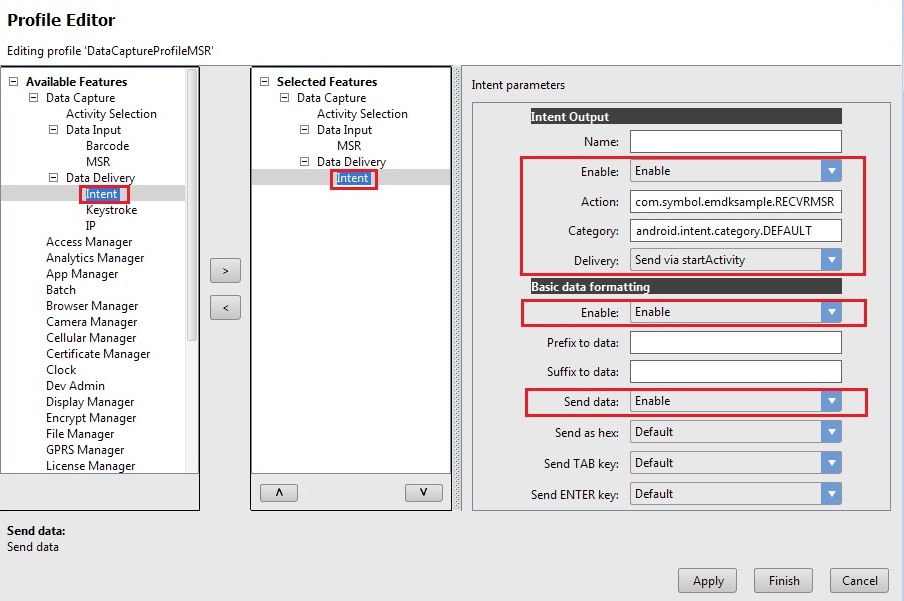 Profile Editor
Editing profile 'DataCaptureProfileMSR'
Available Features
Data Capture
Activity Selection
Data Input
Barcode
MSR
Data Delivery
Intent
Keystroke
IP
Access Manager
Analytics Manager
App Manager
Batch
Browser Manager
Camera Manager
Cellular Manager
Certificate Manager
Clock
Dev Admin
Display Manager
Encrypt Manager
File Manager
GPRS Manager
License Manager
>
<
Selected Features
Data Capture
Activity Selection
Data Input
MSR
Data Delivery
Intent
Λ
V
Intent parameters
Intent Output
Name:
Enable: Enable
Action: com.symbol.emdksample.RECVRMSR
Category: android.intent.category.DEFAULT
Delivery: Send via startActivity
Basic data formatting
Enable: Enable
Prefix to data:
Suffix to data:
Send data: Enable
Send as hex: Default
Send TAB key: Default
Send ENTER key: Default
Send data:
Send data
Apply Finish Cancel